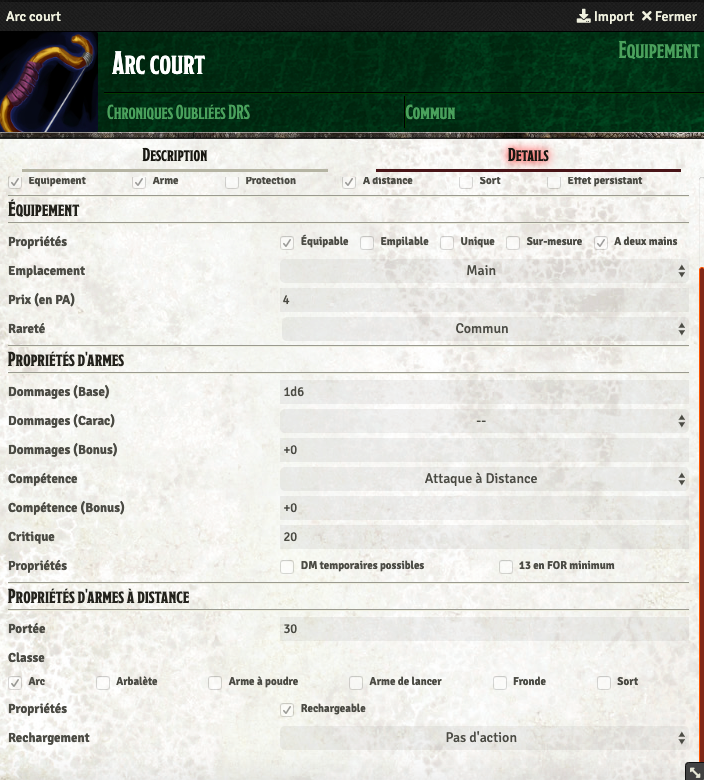 Arc court Import Fermer
Arc court Equipement
Chroniques Oubliées DRS Commun
Description Details
Equipement Arme Protection A distance Sort Effet persistant
Équipement
Propriétés Équipable Empilable Unique Sur-mesure A deux mains
Emplacement Main
Prix (en PA) 4
Rareté Commun
Propriétés d'armes
Dommages (Base) 1d6
Dommages (Carac) --
Dommages (Bonus) +0
Compétence Attaque à Distance
Compétence (Bonus) +0
Critique 20
Propriétés DM temporaires possibles 13 en FOR minimum
Propriétés d'armes à distance
Portée 30
Classe
Arc Arbalète Arme à poudre Arme de lancer Fronde Sort
Propriétés Rechargeable
Rechargement Pas d'action